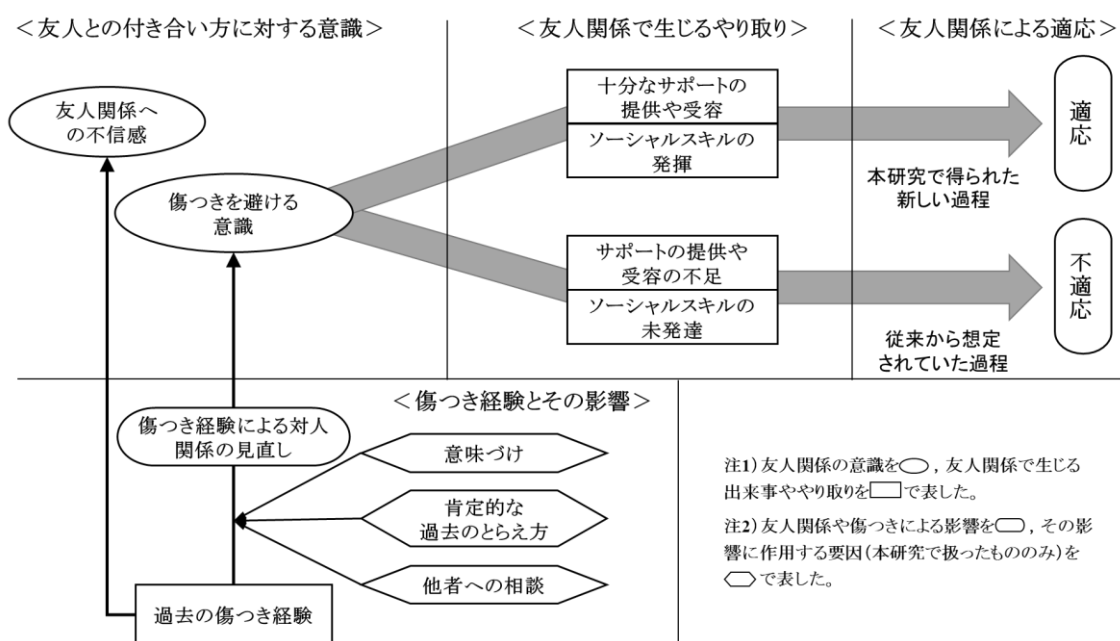 ＜友人との付き合い方に対する意識＞
＜友人関係で生じるやり取り＞
＜友人関係による適応＞
友人関係へ
の不信感
傷つきを避ける
意識
十分なサポートの
提供や受容
ソーシャルスキルの
発揮
適応
本研究で得られた
新しい過程
サポートの提供や
受容の不足
ソーシャルスキルの
未発達
不適応
従来から想定
されていた過程
＜傷つき経験とその影響＞
傷つき経験による対人
関係の見直し
意味づけ
肯定的な
過去のとらえ方
他者への相談
過去の傷つき経験
注1）友人関係の意識を，友人関係で生じる
出来事ややり取りをで表した。
注2）友人関係や傷つきによる影響を，その影
響に作用する要因（本研究で扱ったもののみ）を
で表した。